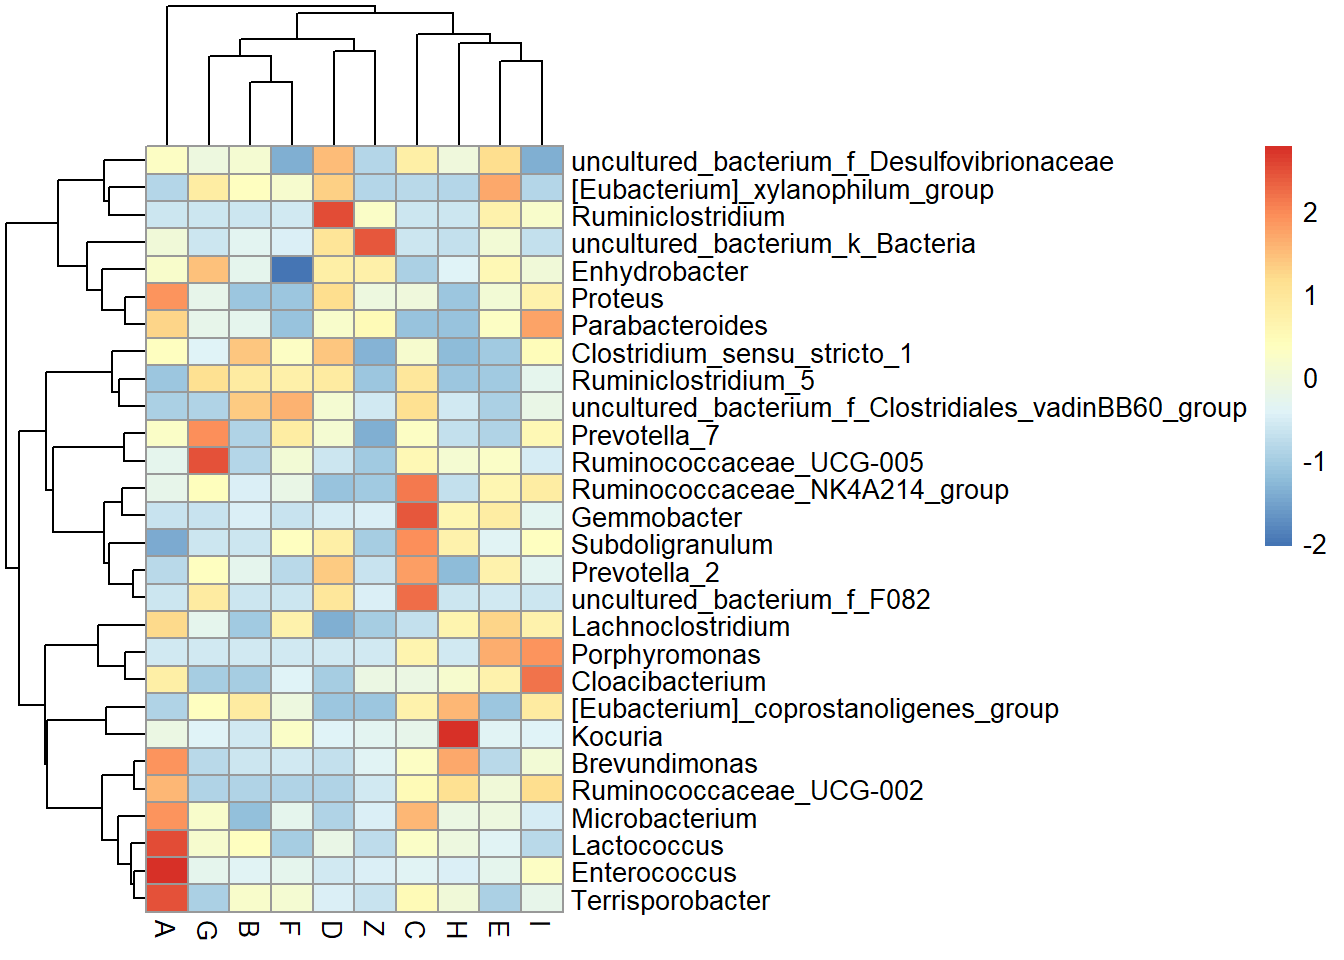 uncultured_bacterium_f_Desulfovibrionaceae
[Eubacterium]_xylanophilum_group
Ruminiclostridium
uncultured_bacterium_k_Bacteria
Enhydrobacter
Proteus
Parabacteroides
Clostridium_sensu_stricto_1
Ruminiclostridium_5
uncultured_bacterium_f_Clostridiales_vadinBB60_group
Prevotella_7
Ruminococcaceae_UCG-005
Ruminococcaceae_NK4A214_group
Gemmobacter
Subdoligranulum
Prevotella_2
uncultured_bacterium_f_F082
Lachnoclostridium
Porphyromonas
Cloacibacterium
[Eubacterium]_coprostanoligenes_group
Kocuria
Brevundimonas
Ruminococcaceae_UCG-002
Microbacterium
Lactococcus
Enterococcus
Terrisporobacter
A G B F D Z C H E I
2
1
0
-1
-2